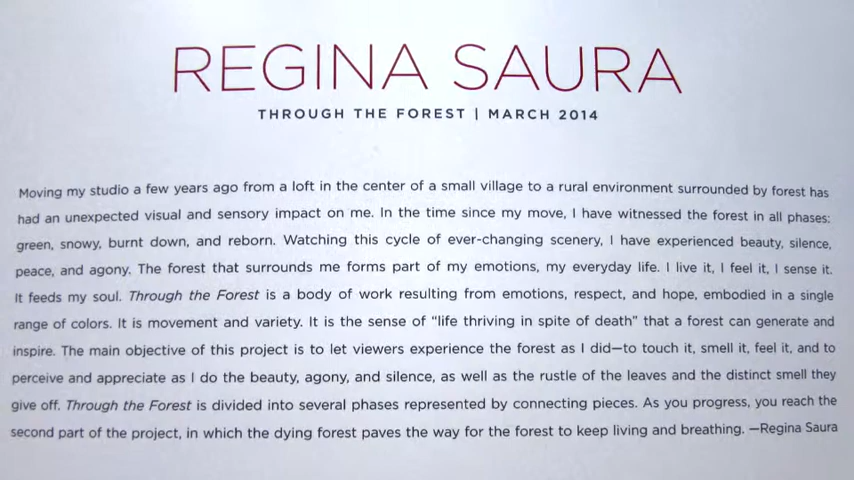 REGINA SAURA
THROUGH THE FOREST | MARCH 2014
Moving my studio a few years ago from a loft in the center of a small village to a rural environment surrounded by forest has
had an unexpected visual and sensory impact on me. In the time since my move, I have witnessed the forest in all phases:
green, snowy, burnt down, and reborn. Watching this cycle of ever-changing scenery, I have experienced beauty, silence,
peace, and agony. The forest that surrounds me forms part of my emotions, my everyday life. I live it, I feel it, I sense it.
It feeds my soul. Through the Forest is a body of work resulting from emotions, respect, and hope, embodied in a single
range of colors. It is movement and variety. It is the sense of “life thriving in spite of death” that a forest can generate and
inspire. The main objective of this project is to let viewers experience the forest as I did—to touch it, smell it, feel it, and to
perceive and appreciate as I do the beauty, agony, and silence, as well as the rustle of the leaves and the distinct smell they
give off. Through the Forest is divided into several phases represented by connecting pieces. As you progress, you reach the
second part of the project, in which the dying forest paves the way for the forest to keep living and breathing. —Regina Saura